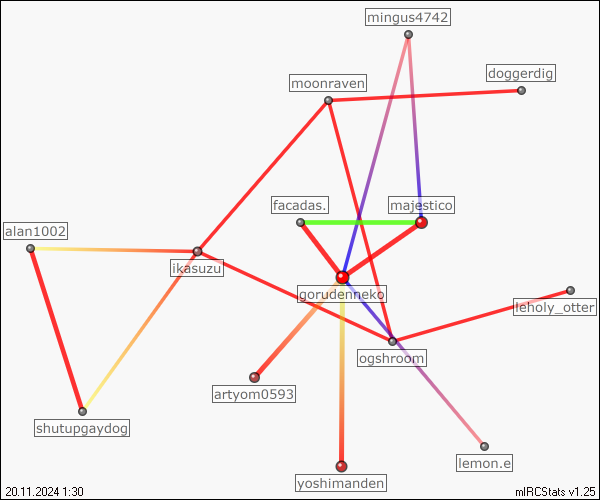 mingus4742
doggerdig
moonraven
facadas.
majestico
alan1002
ikasuzu
gorudenneko
leholy_otter
ogshroom
artyom0593
shutupgaydog
lemon.e
yoshimanden
20.11.2024 1:30
mIRCStats v1.25